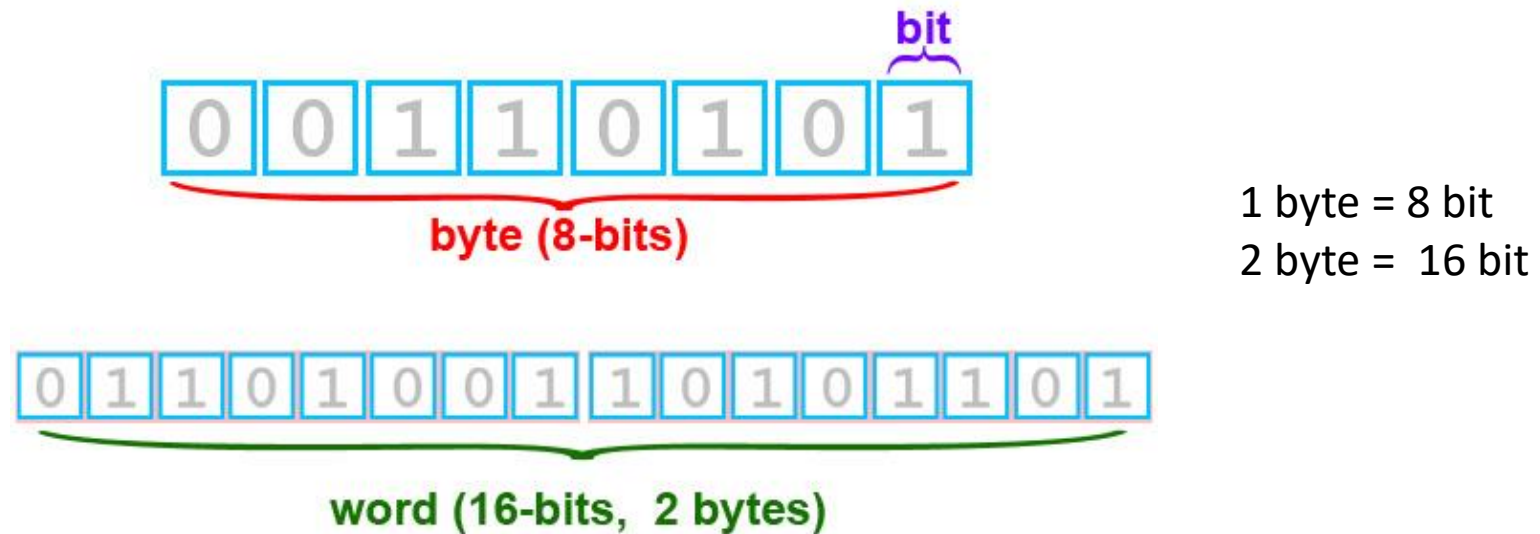 bit
0 0 1 1 0 1 0 1
byte (8-bits)
1 byte = 8 bit
2 byte = 16 bit
0 1 1 0 1 0 0 1 1 0 1 0 1 1 0 1
word (16-bits, 2 bytes)